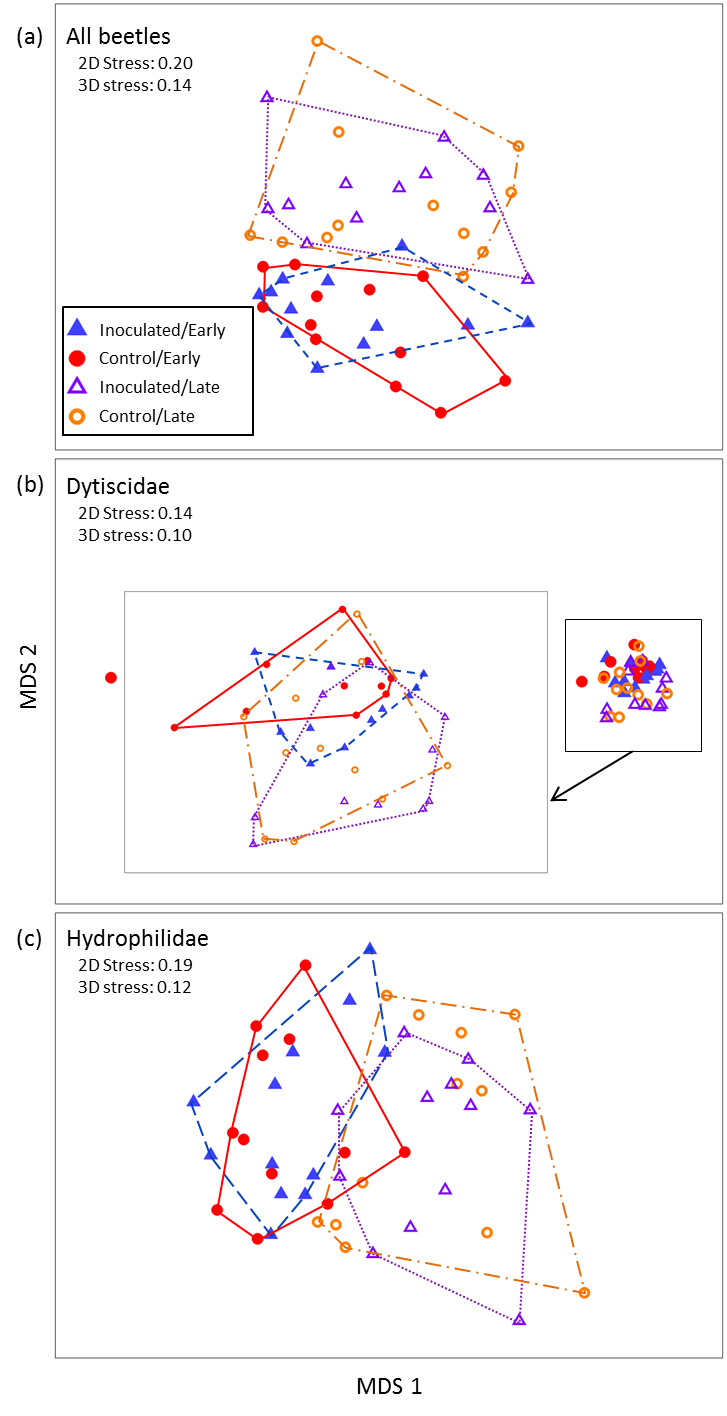 (a)
All beetles
2D Stress: 0.20
3D stress: 0.14
Inoculated/Early
Control/Early
Inoculated/Late
Control/Late
(b)
Dytiscidae
2D Stress: 0.14
3D stress: 0.10
MDS 2
(c)
Hydrophilidae
2D Stress: 0.19
3D stress: 0.12
MDS 1